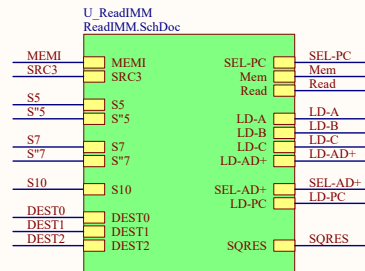 U_ReadIMM
ReadIMM.SchDoc
MEMI MEMI SEL-PC SEL-PC
SRC3 SRC3 Mem Mem
Read Read
S5 S5
S"5 S"5 LD-A LD-A
LD-B LD-B
S7 S7 LD-C LD-C
S"7 S"7 LD-AD+ LD-AD+
S10 S10 SEL-AD+ SEL-AD+
LD-PC LD-PC
DEST0 DEST0
DEST1 DEST1
DEST2 DEST2 SQRES SQRES